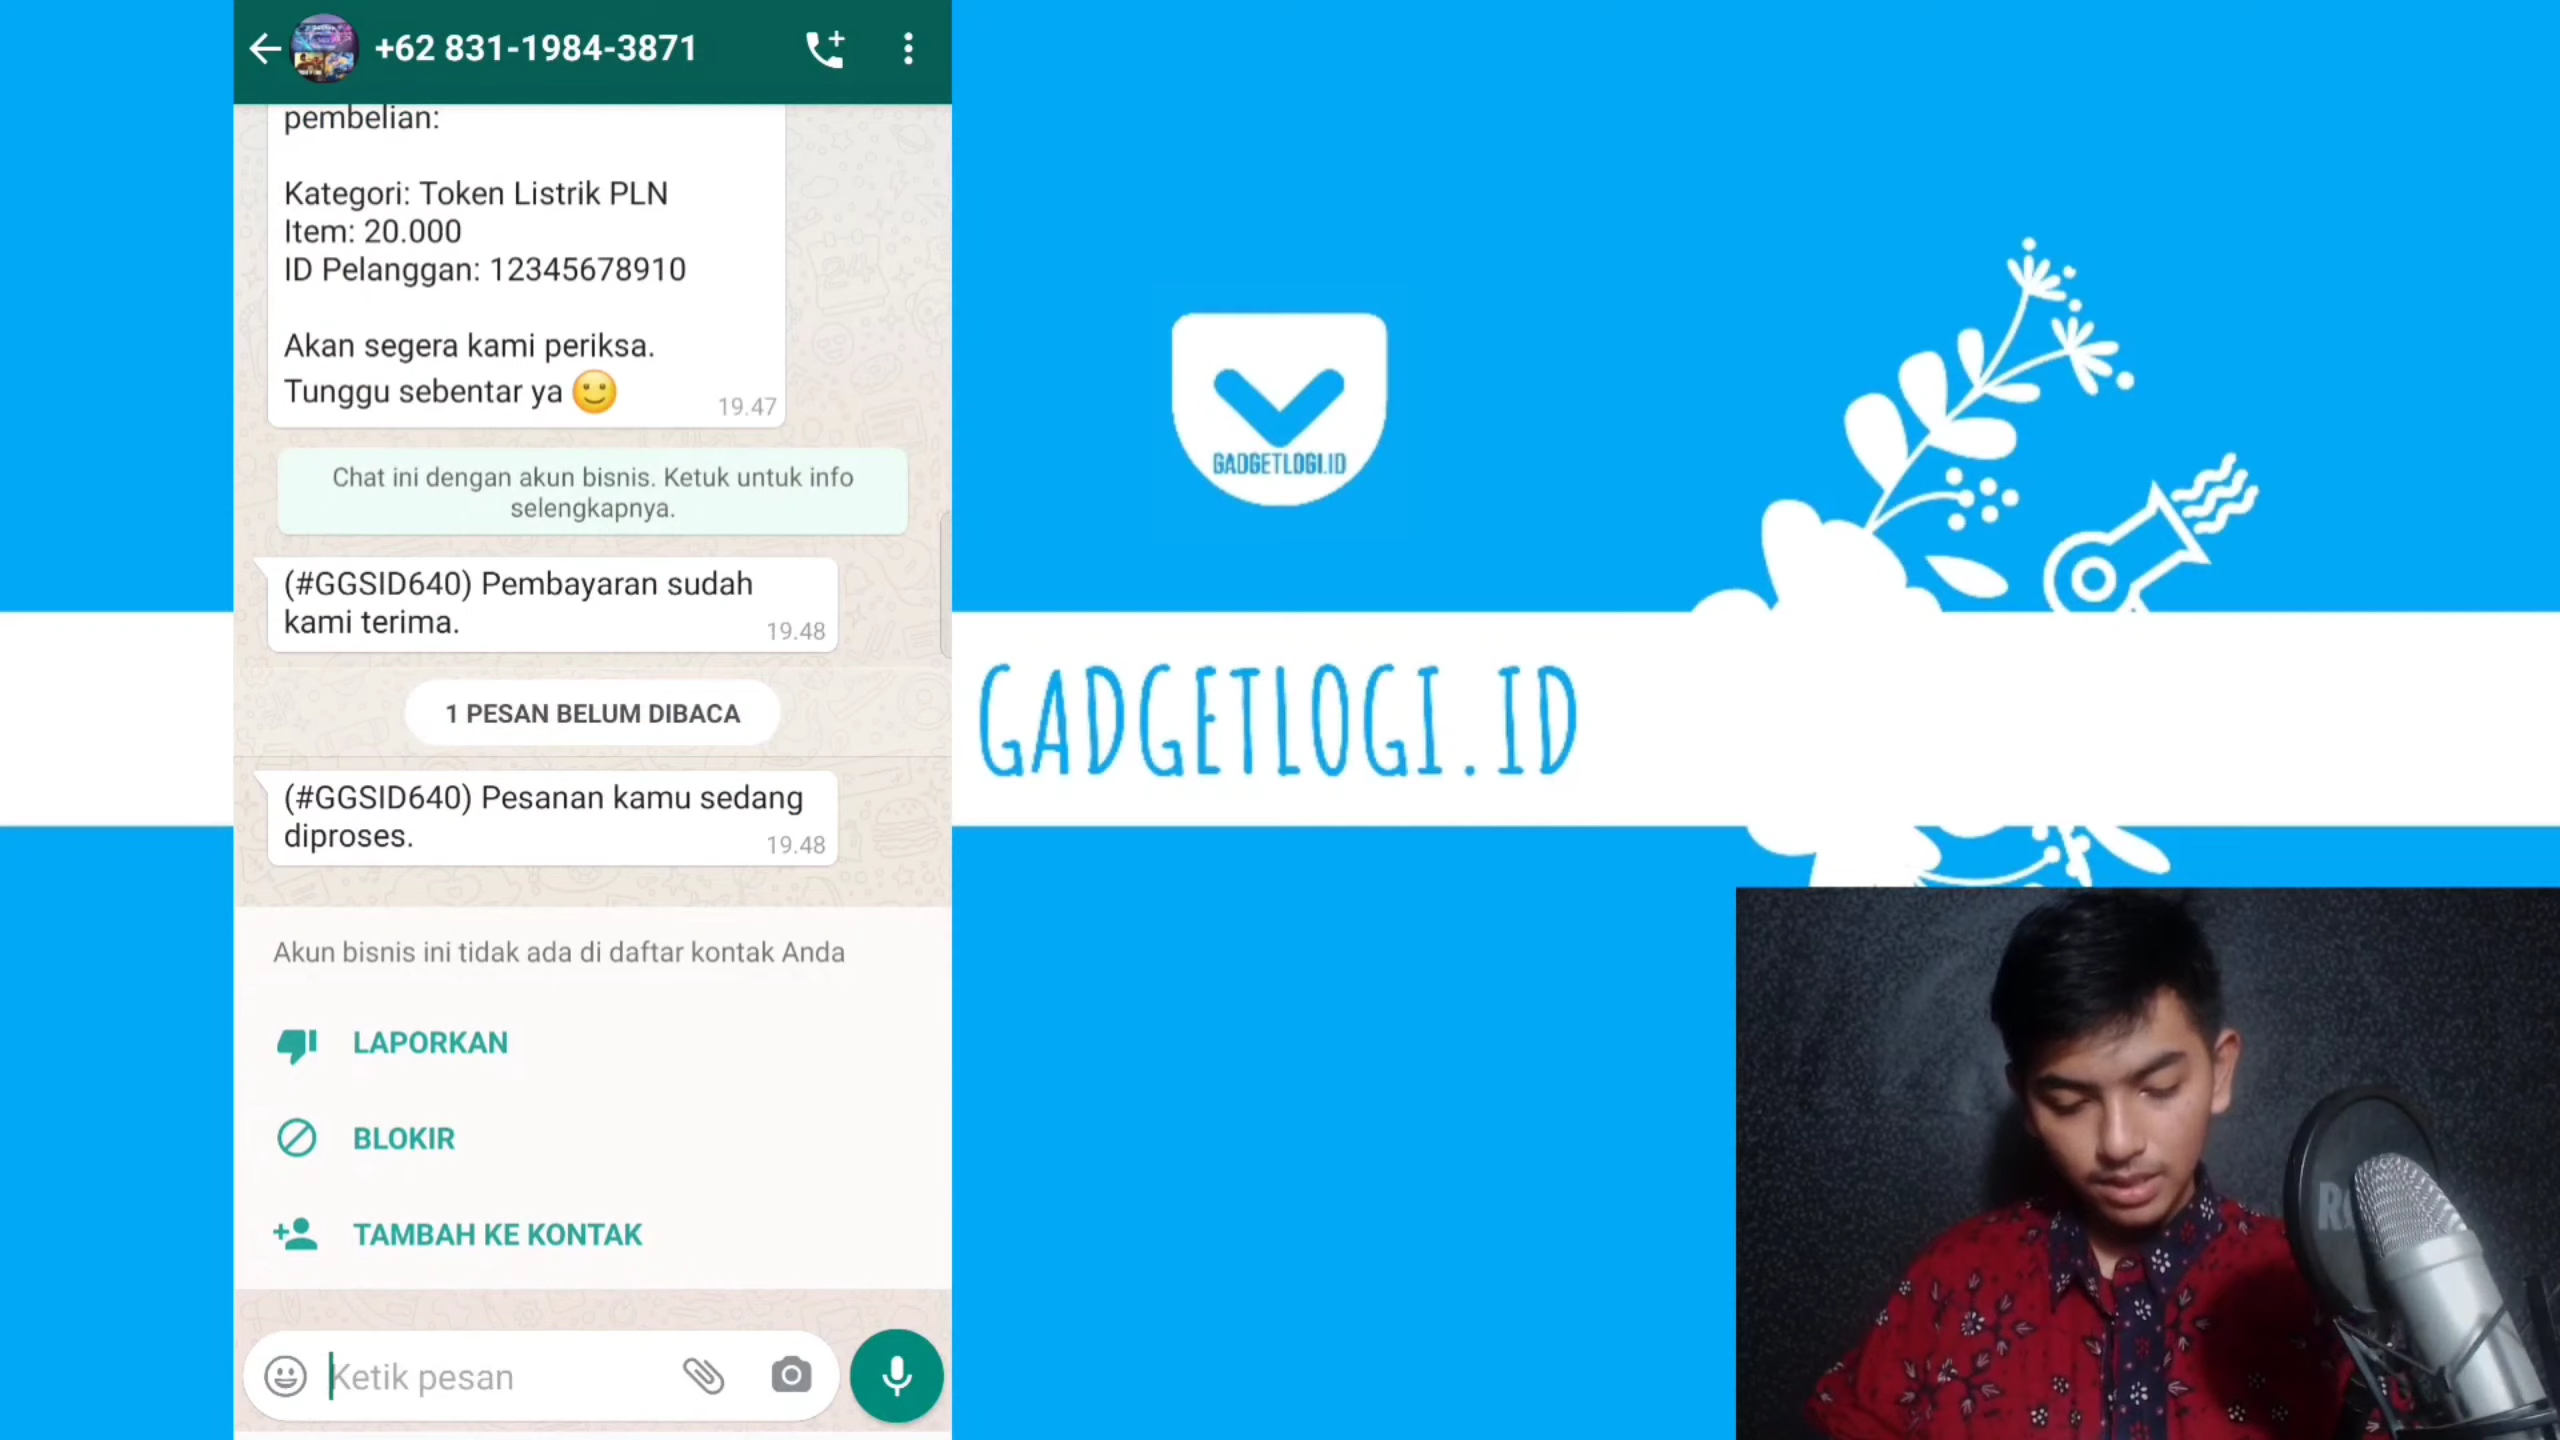 +62 831-1984-3871
pembelian:
Kategori: Token Listrik PLN
Item: 20.000
ID Pelanggan: 12345678910
Akan segera kami periksa.
Tunggu sebentar ya 🙂
19.47
Chat ini dengan akun bisnis. Ketuk untuk info
selengkapnya.
(#GGSID640) Pembayaran sudah
kami terima.
19.48
1 PESAN BELUM DIBACA
(#GGSID640) Pesanan kamu sedang
diproses.
19.48
Akun bisnis ini tidak ada di daftar kontak Anda
LAPORKAN
BLOKIR
TAMBAH KE KONTAK
Ketik pesan
GADGETLOGI.ID
GADGETLOGI.ID